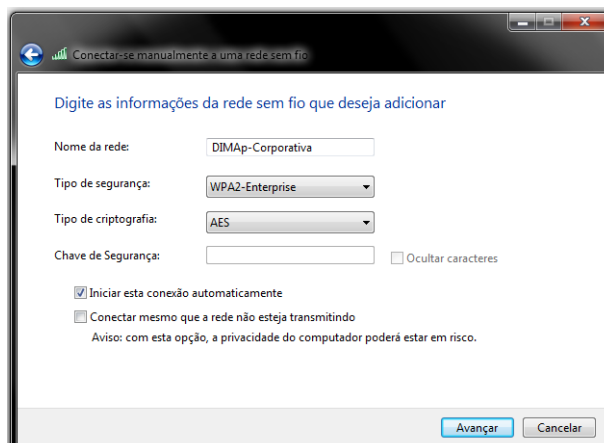 Conectar-se manualmente a uma rede sem fio
Digite as informações da rede sem fio que deseja adicionar
Nome da rede: DIMAp-Corporativa
Tipo de segurança: WPA2-Enterprise
Tipo de criptografia: AES
Chave de Segurança: Ocultar caracteres
Iniciar esta conexão automaticamente
Conectar mesmo que a rede não esteja transmitindo
Aviso: com esta opção, a privacidade do computador poderá estar em risco.
Avançar Cancelar